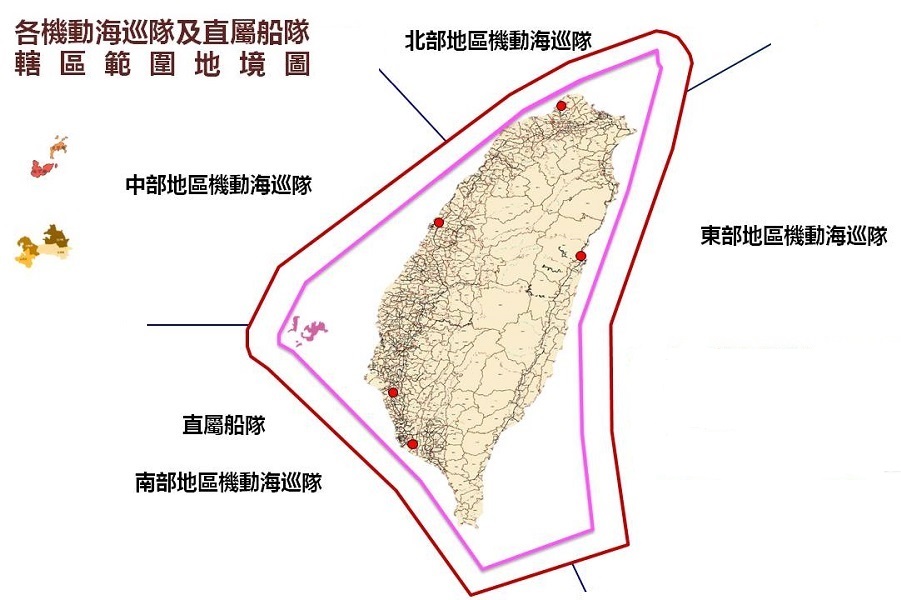 各機動海巡隊及直屬船隊
轄區範圍地境圖
北部地區機動海巡隊
中部地區機動海巡隊
東部地區機動海巡隊
直屬船隊
南部地區機動海巡隊